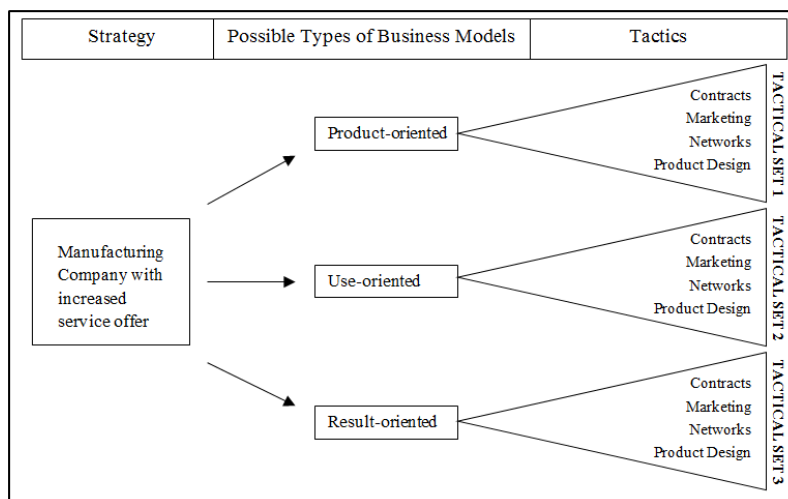 Strategy
Possible Types of Business Models
Tactics
Manufacturing
Company with
increased
service offer
Product-oriented
Contracts
Marketing
Networks
Product Design
TACTICAL SET 1
Use-oriented
Contracts
Marketing
Networks
Product Design
TACTICAL SET 2
Result-oriented
Contracts
Marketing
Networks
Product Design
TACTICAL SET 3